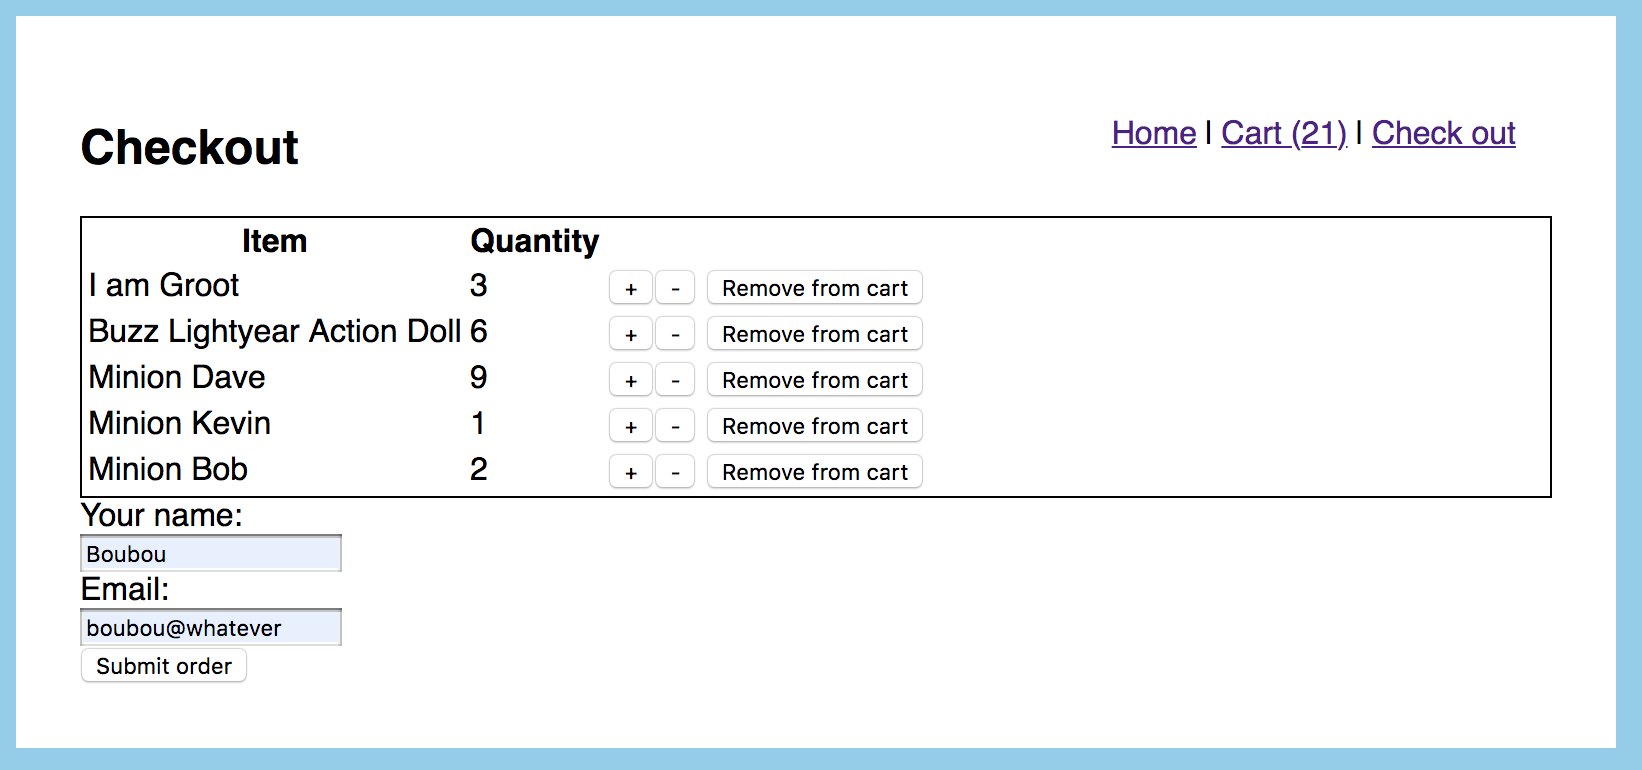 Checkout
Home | Cart (21) | Check out
Item Quantity
I am Groot 3 + - Remove from cart
Buzz Lightyear Action Doll 6 + - Remove from cart
Minion Dave 9 + - Remove from cart
Minion Kevin 1 + - Remove from cart
Minion Bob 2 + - Remove from cart
Your name:
Boubou
Email:
boubou@whatever
Submit order